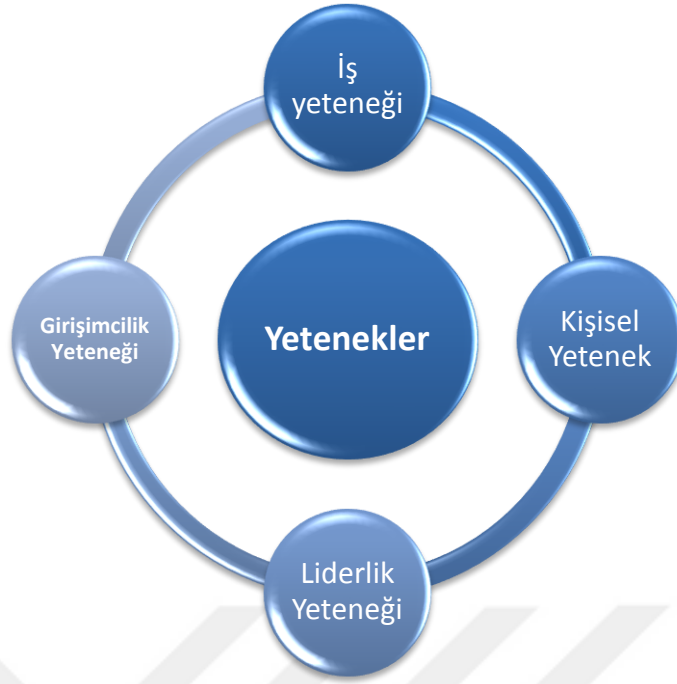 İş
yeteneği
Girişimcilik
Yeteneği
Yetenekler
Kişisel
Yetenek
Liderlik
Yeteneği